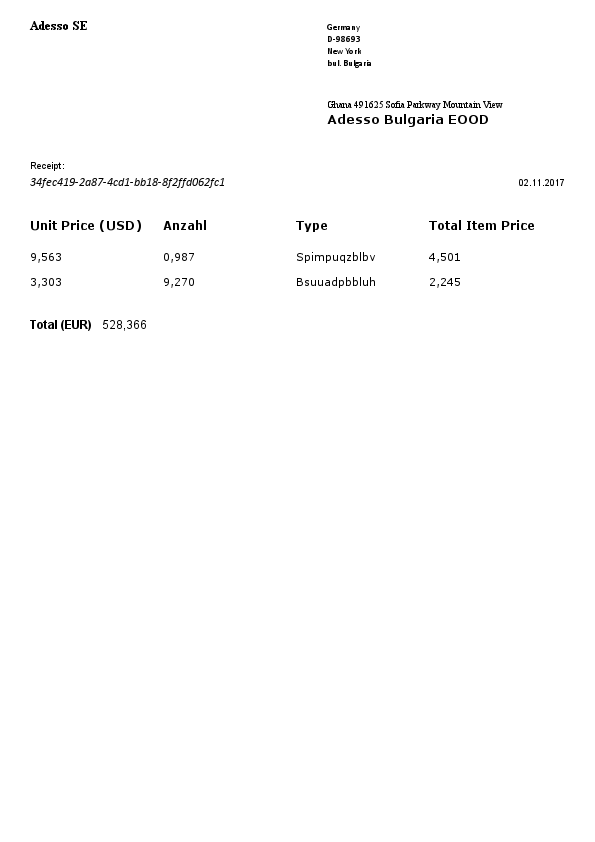 Adesso SE
Germany
D-98693
New York
bul. Bulgaria
Ghana 491625 Sofia Parkway Mountain View
Adesso Bulgaria EOOD
Receipt:
34fec419-2a87-4cd1-bb18-8f2ffd062fc1 02.11.2017
Unit Price (USD) Anzahl Type Total Item Price
9,563 0,987 Spimpuqzblbv 4,501
3,303 9,270 Bsuuadpbbluh 2,245
Total (EUR) 528,366